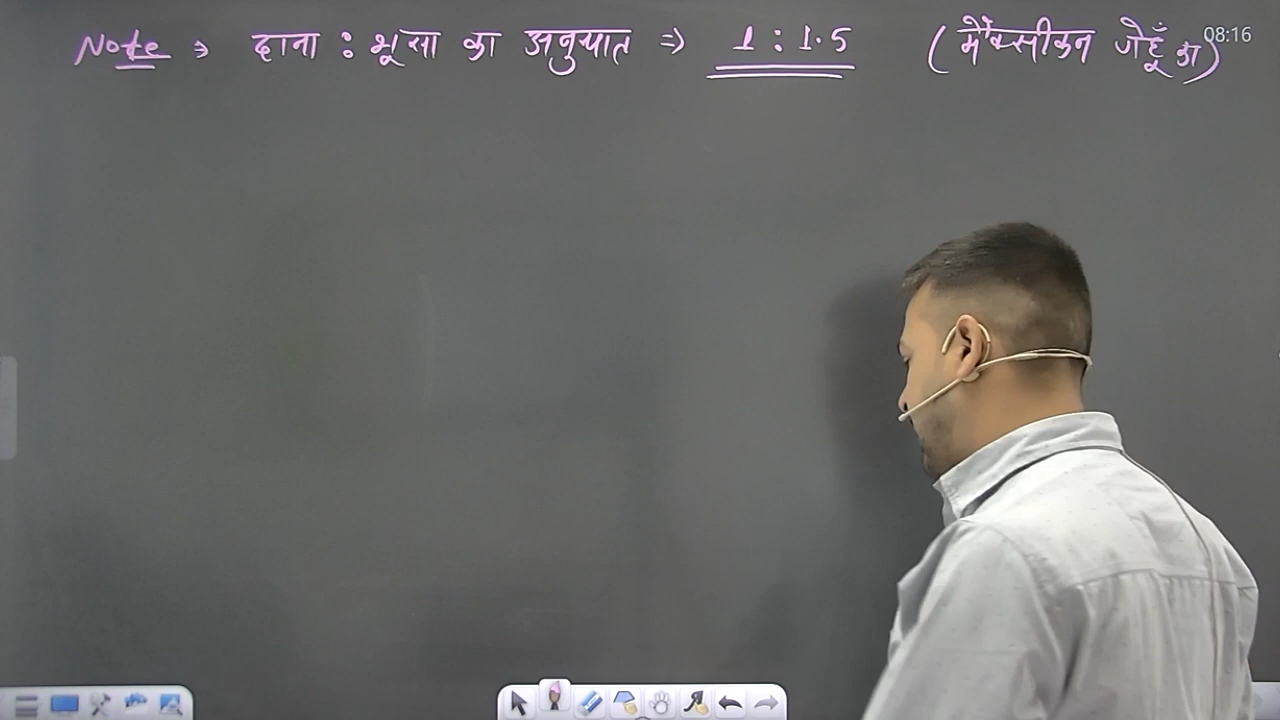 Note → दाना : भूसा का अनुपात ⇒ 1 : 1.5 (मैक्सीकन गेहूँ का)
08:16